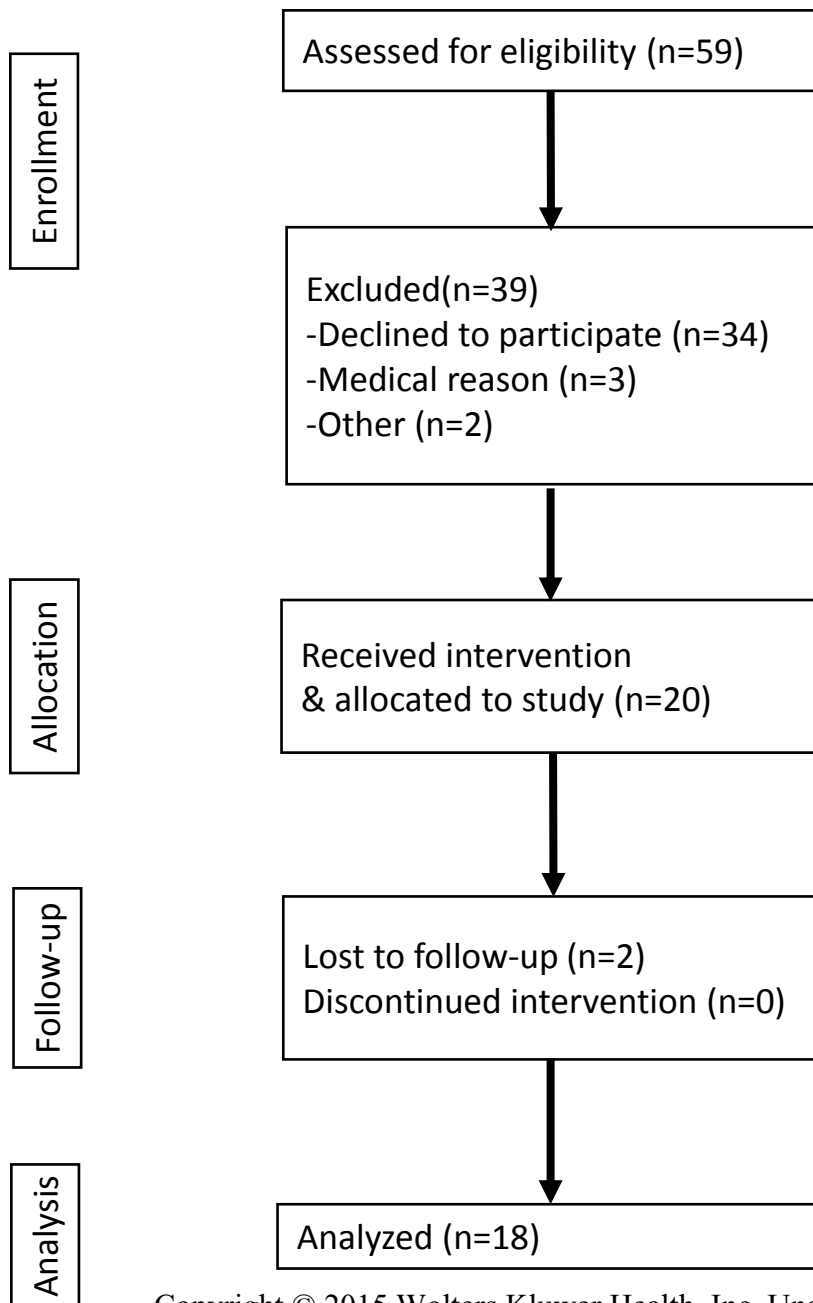 Enrollment
Assessed for eligibility (n=59)
Excluded(n=39)
-Declined to participate (n=34)
-Medical reason (n=3)
-Other (n=2)
Allocation
Received intervention
& allocated to study (n=20)
Follow-up
Lost to follow-up (n=2)
Discontinued intervention (n=0)
Analysis
Analyzed (n=18)
Copyright © 2015 Wolters Kluwer Health, Inc.